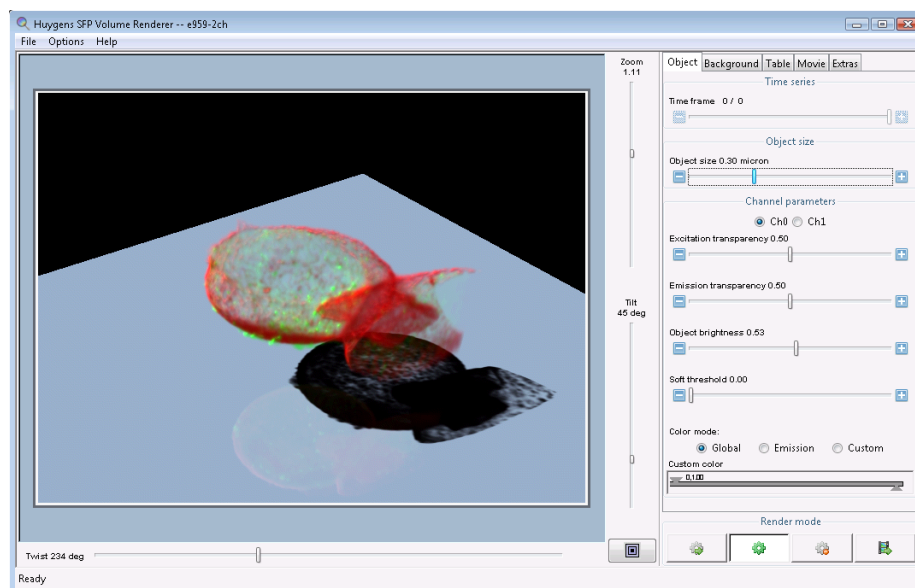 Huygens SFP Volume Renderer -- e959-2ch
File Options Help
Zoom
1.11
Tilt
45 deg
Twist 234 deg
Ready
Object Background Table Movie Extras
Time series
Time frame 0 / 0
Object size
Object size 0.30 micron
Channel parameters
Ch0 Ch1
Excitation transparency 0.50
Emission transparency 0.50
Object brightness 0.53
Soft threshold 0.00
Color mode:
Global Emission Custom
Custom color
0,1.00
Render mode